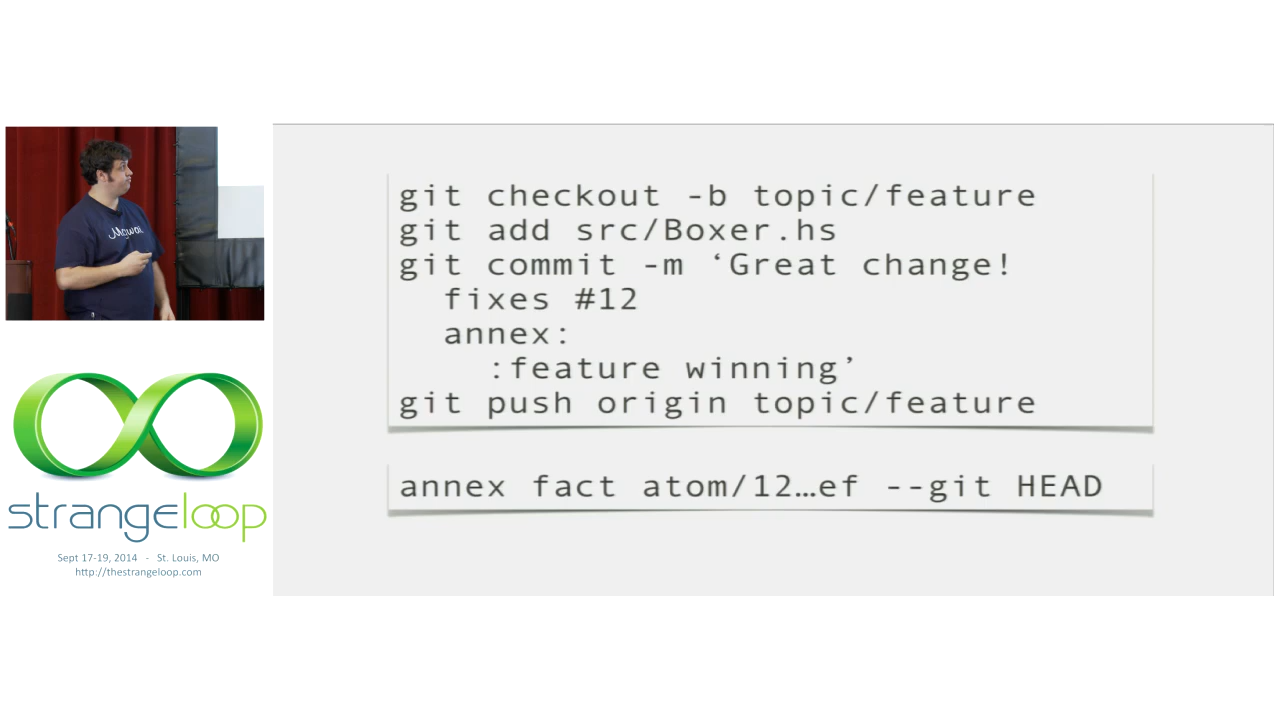 git checkout -b topic/feature
git add src/Boxer.hs
git commit -m ‘Great change!
fixes #12
annex:
:feature winning’
git push origin topic/feature
annex fact atom/12…ef --git HEAD
strangeloop
Sept 17-19, 2014 - St. Louis, MO
http://thestrangeloop.com